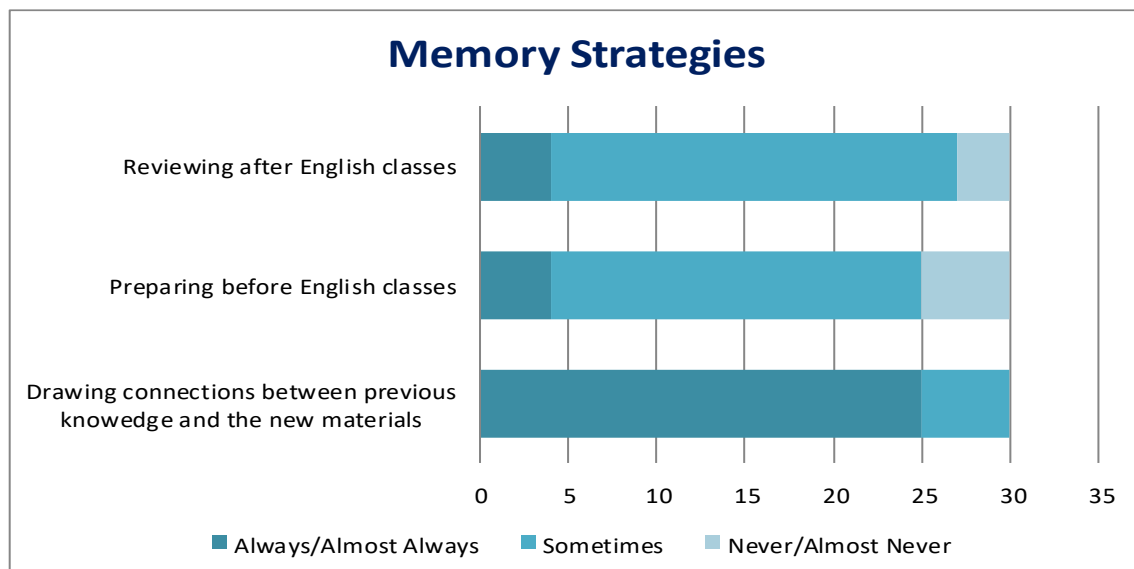 Memory Strategies
Reviewing after English classes
Preparing before English classes
Drawing connections between previous
knowedge and the new materials
0 5 10 15 20 25 30 35
Always/Almost Always Sometimes Never/Almost Never